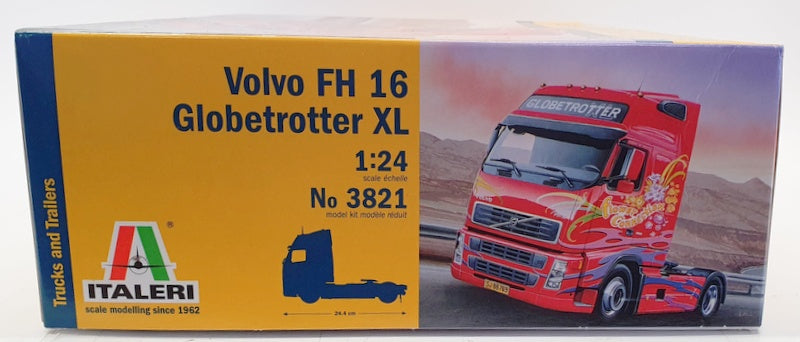 Trucks and Trailers
Volvo FH 16
Globetrotter XL
1:24
scale échelle
No 3821
model kit modèle réduit
ITALERI
®
scale modelling since 1962
24.4 cm
GLOBETROTTER
VOLVO